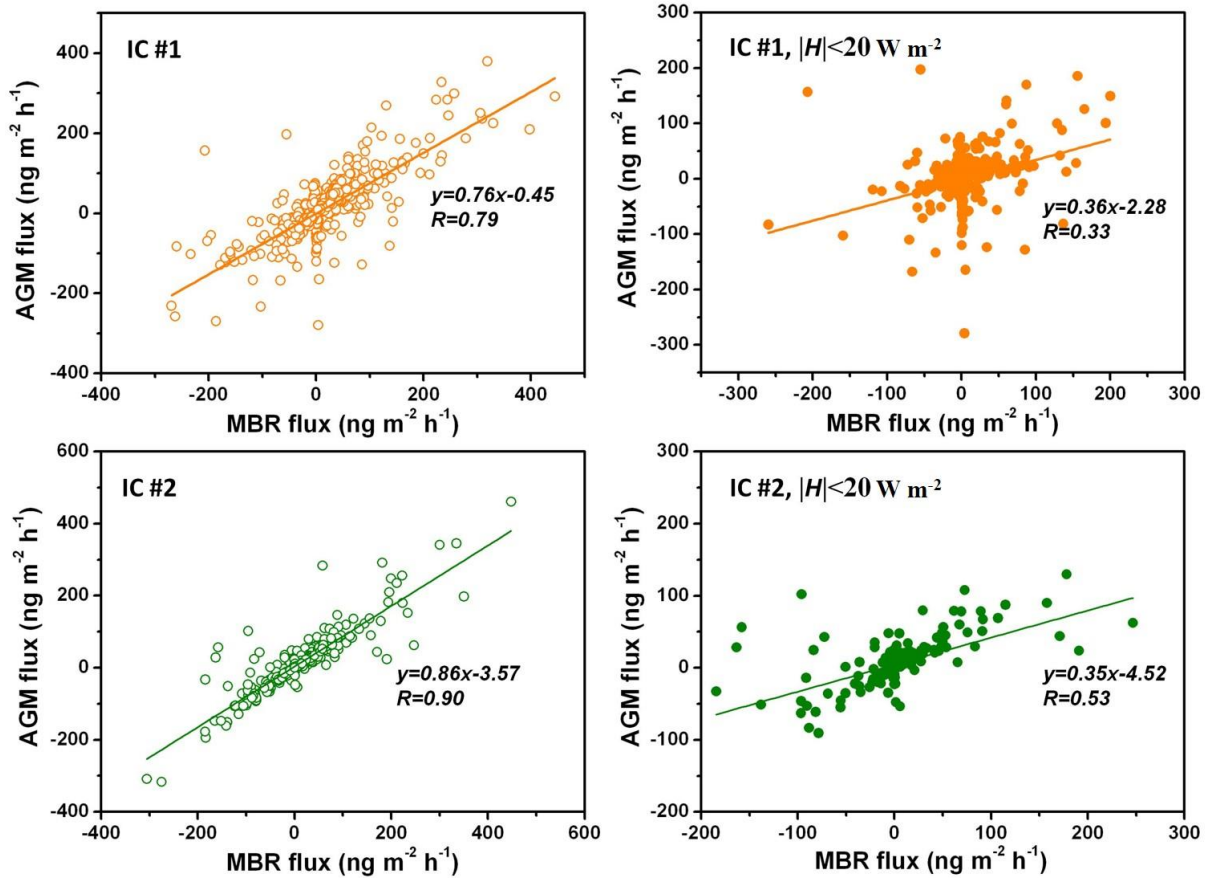 IC #1
400
200
0
-200
-400
-400
-200
0
200
400
AGM flux (ng m⁻² h⁻¹)
MBR flux (ng m⁻² h⁻¹)
y=0.76x-0.45
R=0.79
IC #1, |H|<20 W m⁻²
300
200
100
0
-100
-200
-300
-300
-200
-100
0
100
200
300
AGM flux (ng m⁻² h⁻¹)
MBR flux (ng m⁻² h⁻¹)
y=0.36x-2.28
R=0.33
IC #2
600
400
200
0
-200
-400
-400
-200
0
200
400
600
AGM flux (ng m⁻² h⁻¹)
MBR flux (ng m⁻² h⁻¹)
y=0.86x-3.57
R=0.90
IC #2, |H|<20 W m⁻²
300
200
100
0
-100
-200
-200
-100
0
100
200
300
AGM flux (ng m⁻² h⁻¹)
MBR flux (ng m⁻² h⁻¹)
y=0.35x-4.52
R=0.53